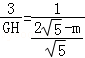 3/GH = 1/((2√5-m)/√5)